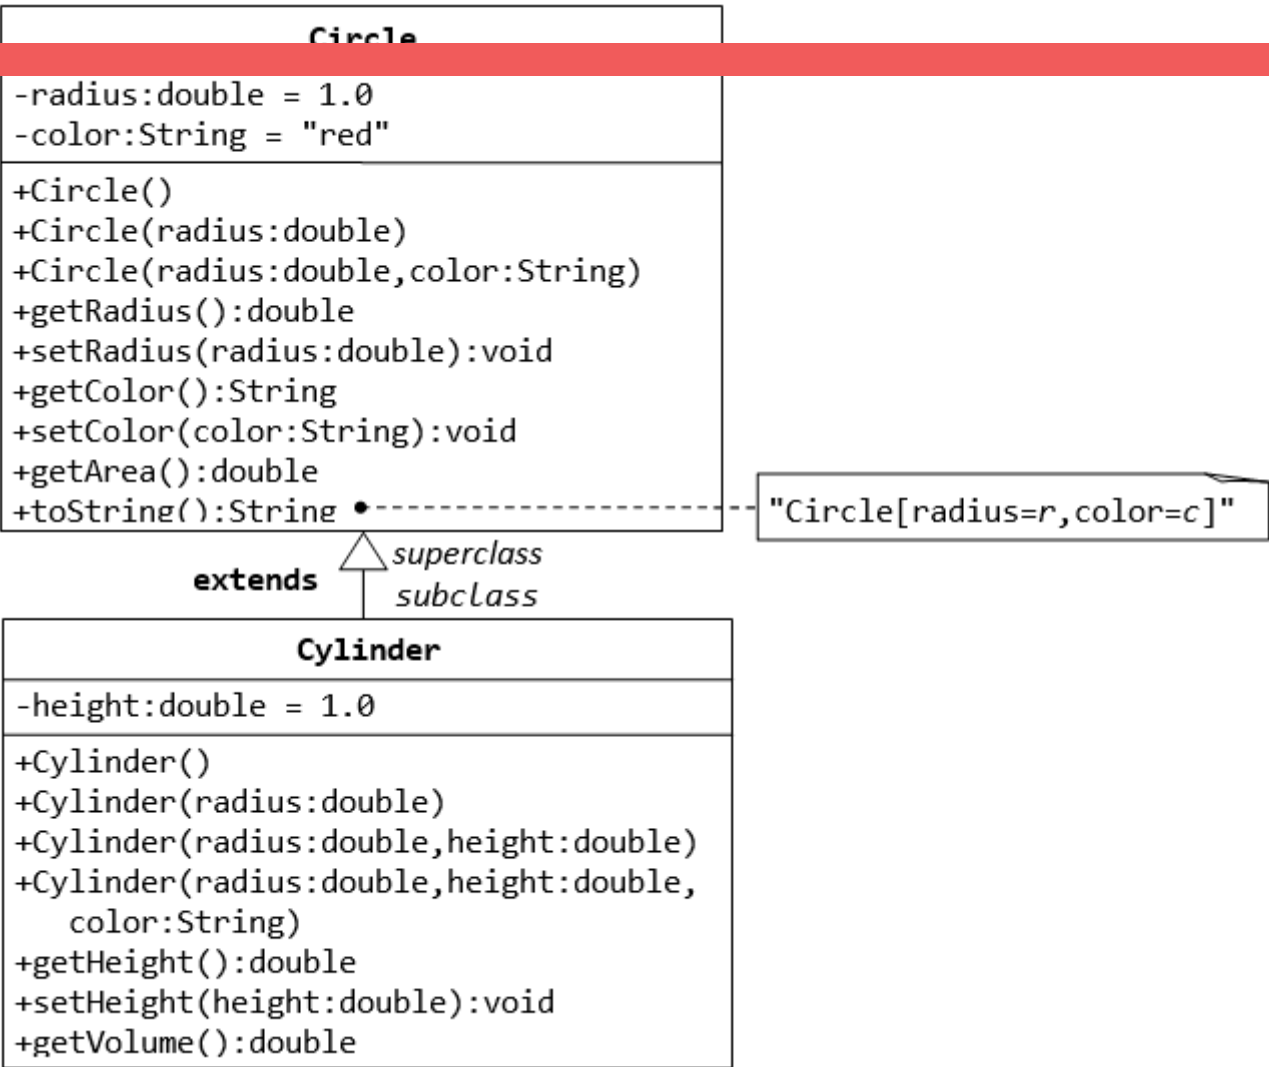 Circle
-radius:double = 1.0
-color:String = "red"
+Circle()
+Circle(radius:double)
+Circle(radius:double,color:String)
+getRadius():double
+setRadius(radius:double):void
+getColor():String
+setColor(color:String):void
+getArea():double
+toString():String
"Circle[radius=r,color=c]"
superclass
extends
subclass
Cylinder
-height:double = 1.0
+Cylinder()
+Cylinder(radius:double)
+Cylinder(radius:double,height:double)
+Cylinder(radius:double,height:double,
color:String)
+getHeight():double
+setHeight(height:double):void
+getVolume():double